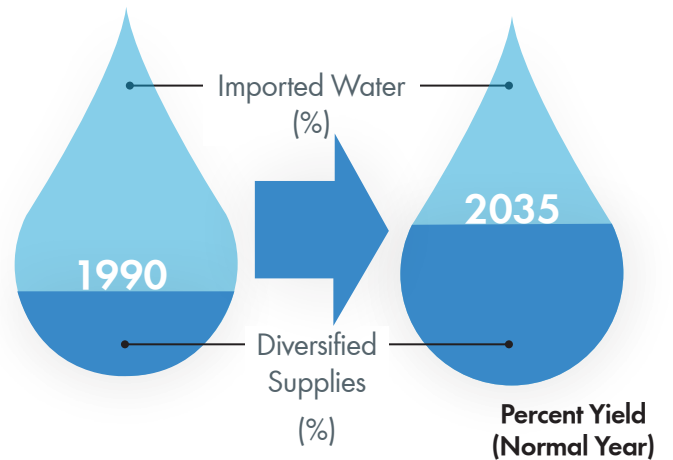 Imported Water
(%)
1990
2035
Diversified
Supplies
(%)
Percent Yield
(Normal Year)